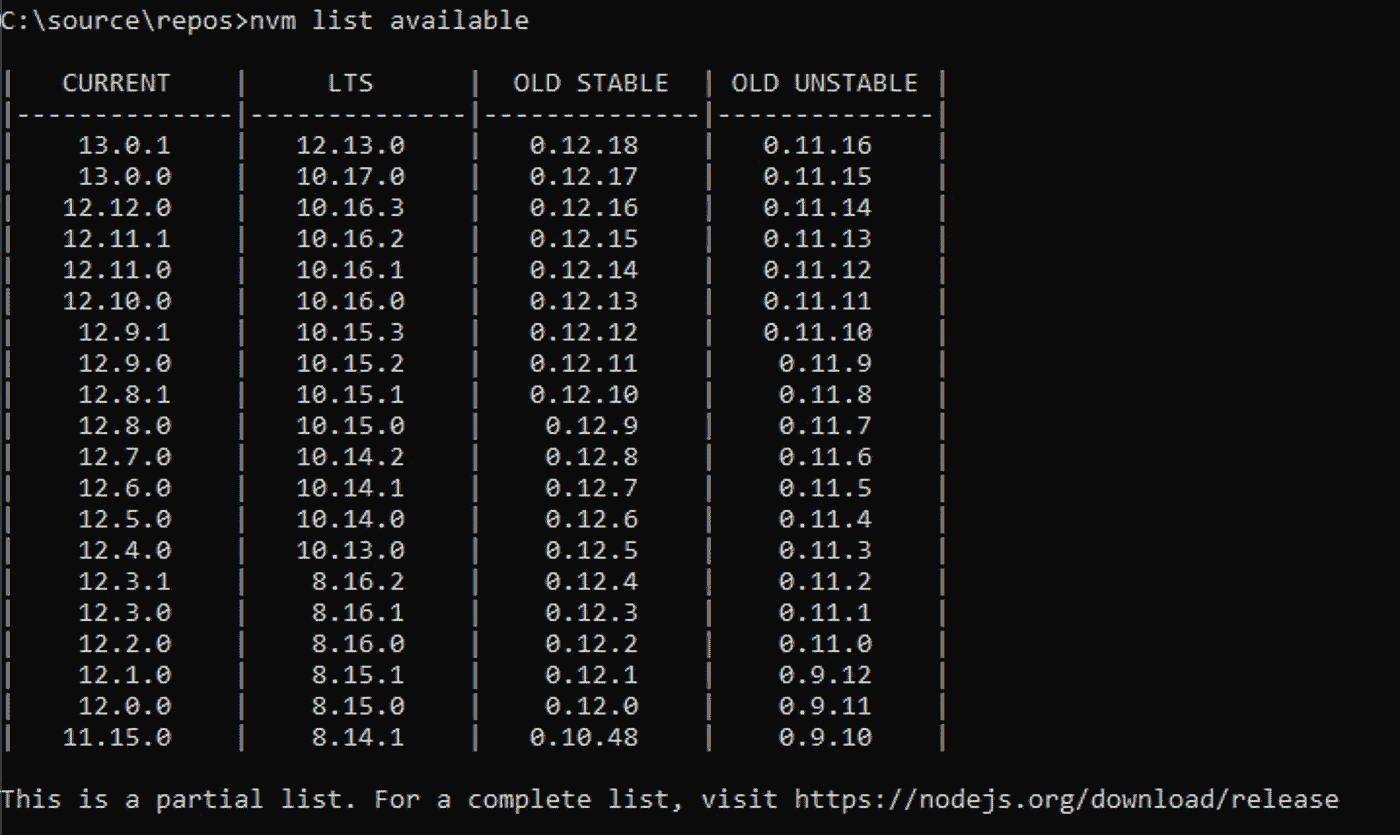 C:\source\repos>nvm list available
|   CURRENT    |     LTS      |  OLD STABLE  | OLD UNSTABLE |
|--------------|--------------|--------------|--------------|
|    13.0.1    |   12.13.0    |   0.12.18    |   0.11.16    |
|    13.0.0    |   10.17.0    |   0.12.17    |   0.11.15    |
|   12.12.0    |   10.16.3    |   0.12.16    |   0.11.14    |
|   12.11.1    |   10.16.2    |   0.12.15    |   0.11.13    |
|   12.11.0    |   10.16.1    |   0.12.14    |   0.11.12    |
|   12.10.0    |   10.16.0    |   0.12.13    |   0.11.11    |
|    12.9.1    |   10.15.3    |   0.12.12    |   0.11.10    |
|    12.9.0    |   10.15.2    |   0.12.11    |    0.11.9    |
|    12.8.1    |   10.15.1    |   0.12.10    |    0.11.8    |
|    12.8.0    |   10.15.0    |    0.12.9    |    0.11.7    |
|    12.7.0    |   10.14.2    |    0.12.8    |    0.11.6    |
|    12.6.0    |   10.14.1    |    0.12.7    |    0.11.5    |
|    12.5.0    |   10.14.0    |    0.12.6    |    0.11.4    |
|    12.4.0    |   10.13.0    |    0.12.5    |    0.11.3    |
|    12.3.1    |    8.16.2    |    0.12.4    |    0.11.2    |
|    12.3.0    |    8.16.1    |    0.12.3    |    0.11.1    |
|    12.2.0    |    8.16.0    |    0.12.2    |    0.11.0    |
|    12.1.0    |    8.15.1    |    0.12.1    |    0.9.12    |
|    12.0.0    |    8.15.0    |    0.12.0    |    0.9.11    |
|   11.15.0    |    8.14.1    |   0.10.48    |    0.9.10    |
This is a partial list. For a complete list, visit https://nodejs.org/download/release